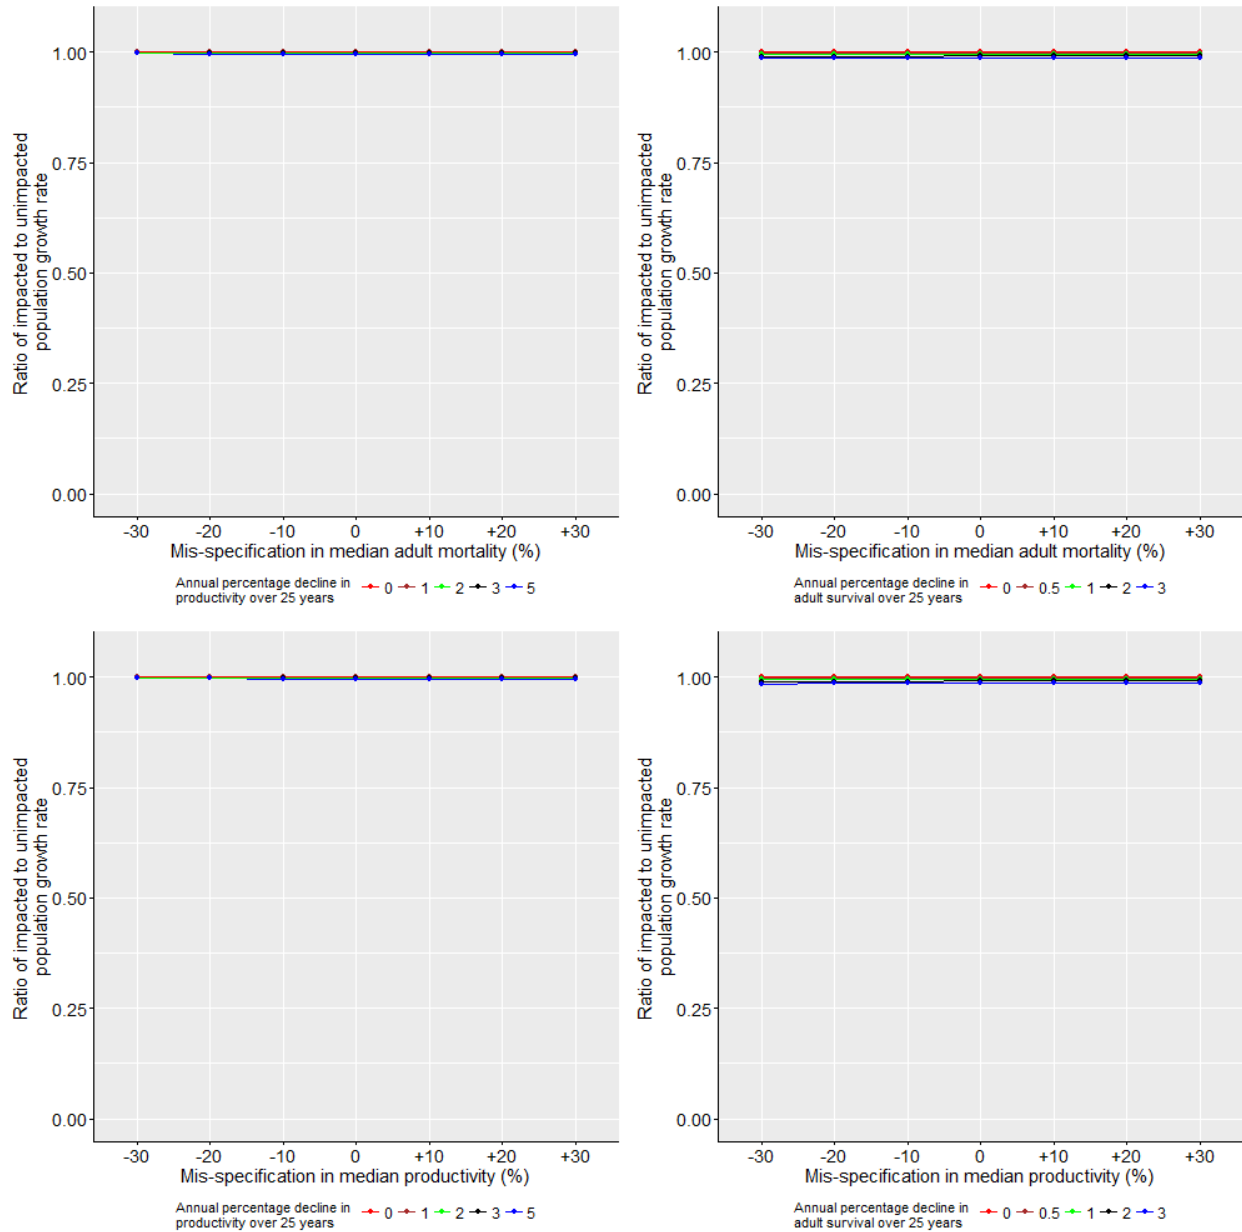 Ratio of impacted to unimpacted
population growth rate
1.00
0.75
0.50
0.25
0.00
-30 -20 -10 0 +10 +20 +30
Mis-specification in median adult mortality (%)
Annual percentage decline in
productivity over 25 years
0 1 2 3 5
Ratio of impacted to unimpacted
population growth rate
1.00
0.75
0.50
0.25
0.00
-30 -20 -10 0 +10 +20 +30
Mis-specification in median adult mortality (%)
Annual percentage decline in
adult survival over 25 years
0 0.5 1 2 3
Ratio of impacted to unimpacted
population growth rate
1.00
0.75
0.50
0.25
0.00
-30 -20 -10 0 +10 +20 +30
Mis-specification in median productivity (%)
Annual percentage decline in
productivity over 25 years
0 1 2 3 5
Ratio of impacted to unimpacted
population growth rate
1.00
0.75
0.50
0.25
0.00
-30 -20 -10 0 +10 +20 +30
Mis-specification in median productivity (%)
Annual percentage decline in
adult survival over 25 years
0 0.5 1 2 3